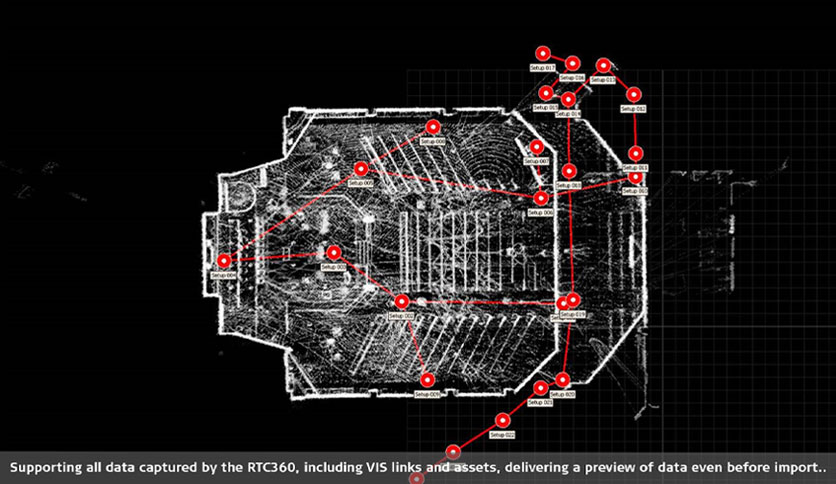 Setup 017
Setup 016
Setup 013
Setup 015
Setup 014
Setup 012
Setup 008
Setup 007
Setup 011
Setup 005
Setup 010
Setup 006
Setup 004
Setup 003
Setup 002
Setup 019
Setup 009
Setup 021
Setup 020
Setup 022
Supporting all data captured by the RTC360, including VIS links and assets, delivering a preview of data even before import..